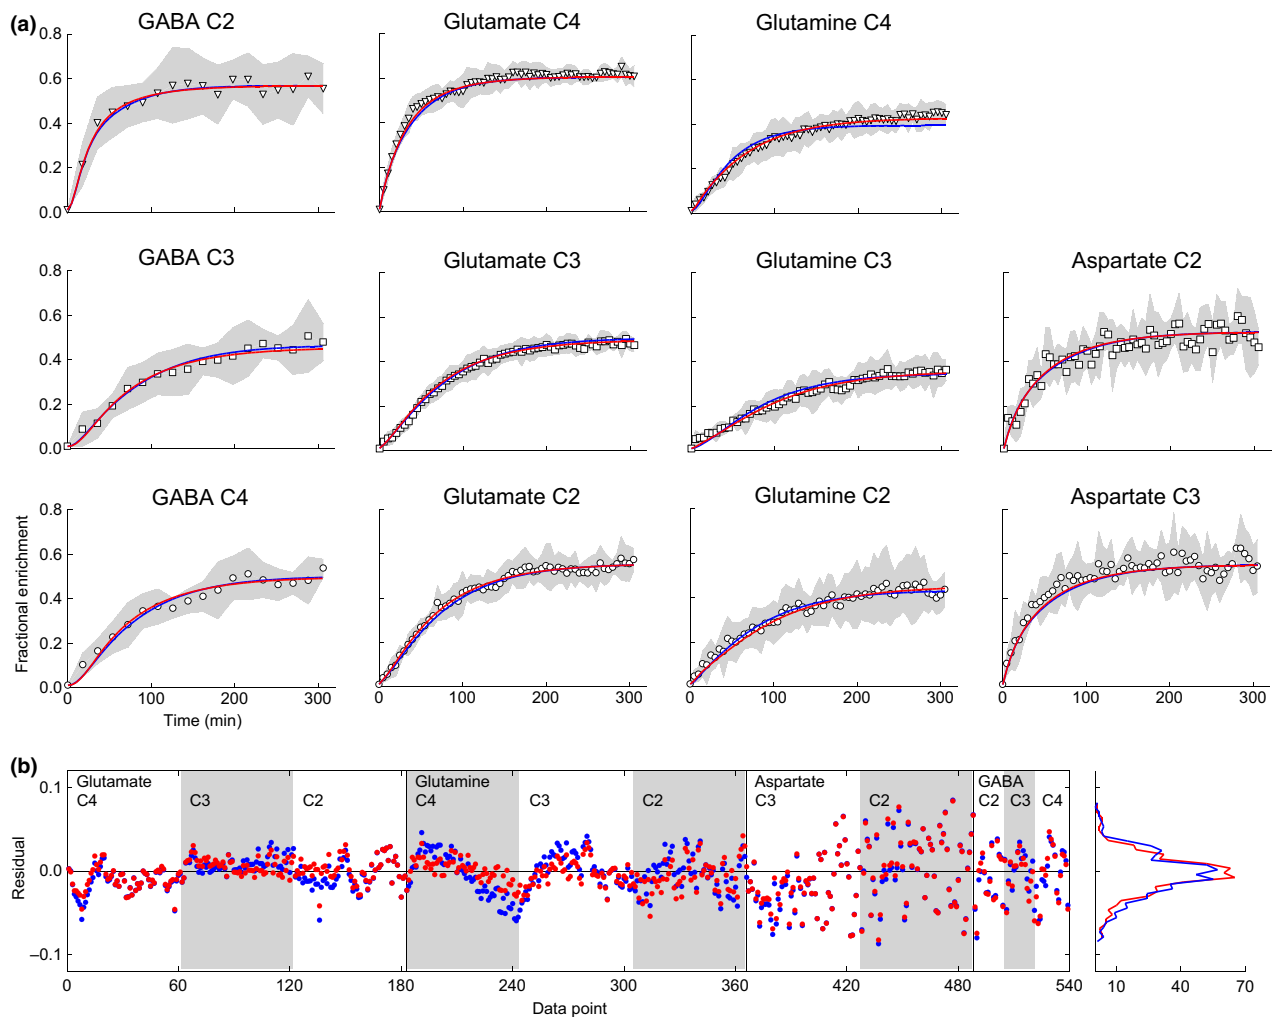 (a)
GABA C2
Glutamate C4
Glutamine C4
0.8
0.6
0.4
0.2
0.0
GABA C3
Glutamate C3
Glutamine C3
Aspartate C2
0.8
0.6
0.4
0.2
0.0
GABA C4
Glutamate C2
Glutamine C2
Aspartate C3
0.8
0.6
0.4
0.2
0.0
Fractional enrichment
0 100 200 300
0 100 200 300
0 100 200 300
0 100 200 300
Time (min)
(b)
Glutamate
C4
C3
C2
Glutamine
C4
C3
C2
Aspartate
C3
C2
GABA
C2
C3
C4
0.1
0.0
–0.1
Residual
0 60 120 180 240 300 360 420 480 540
Data point
10 40 70